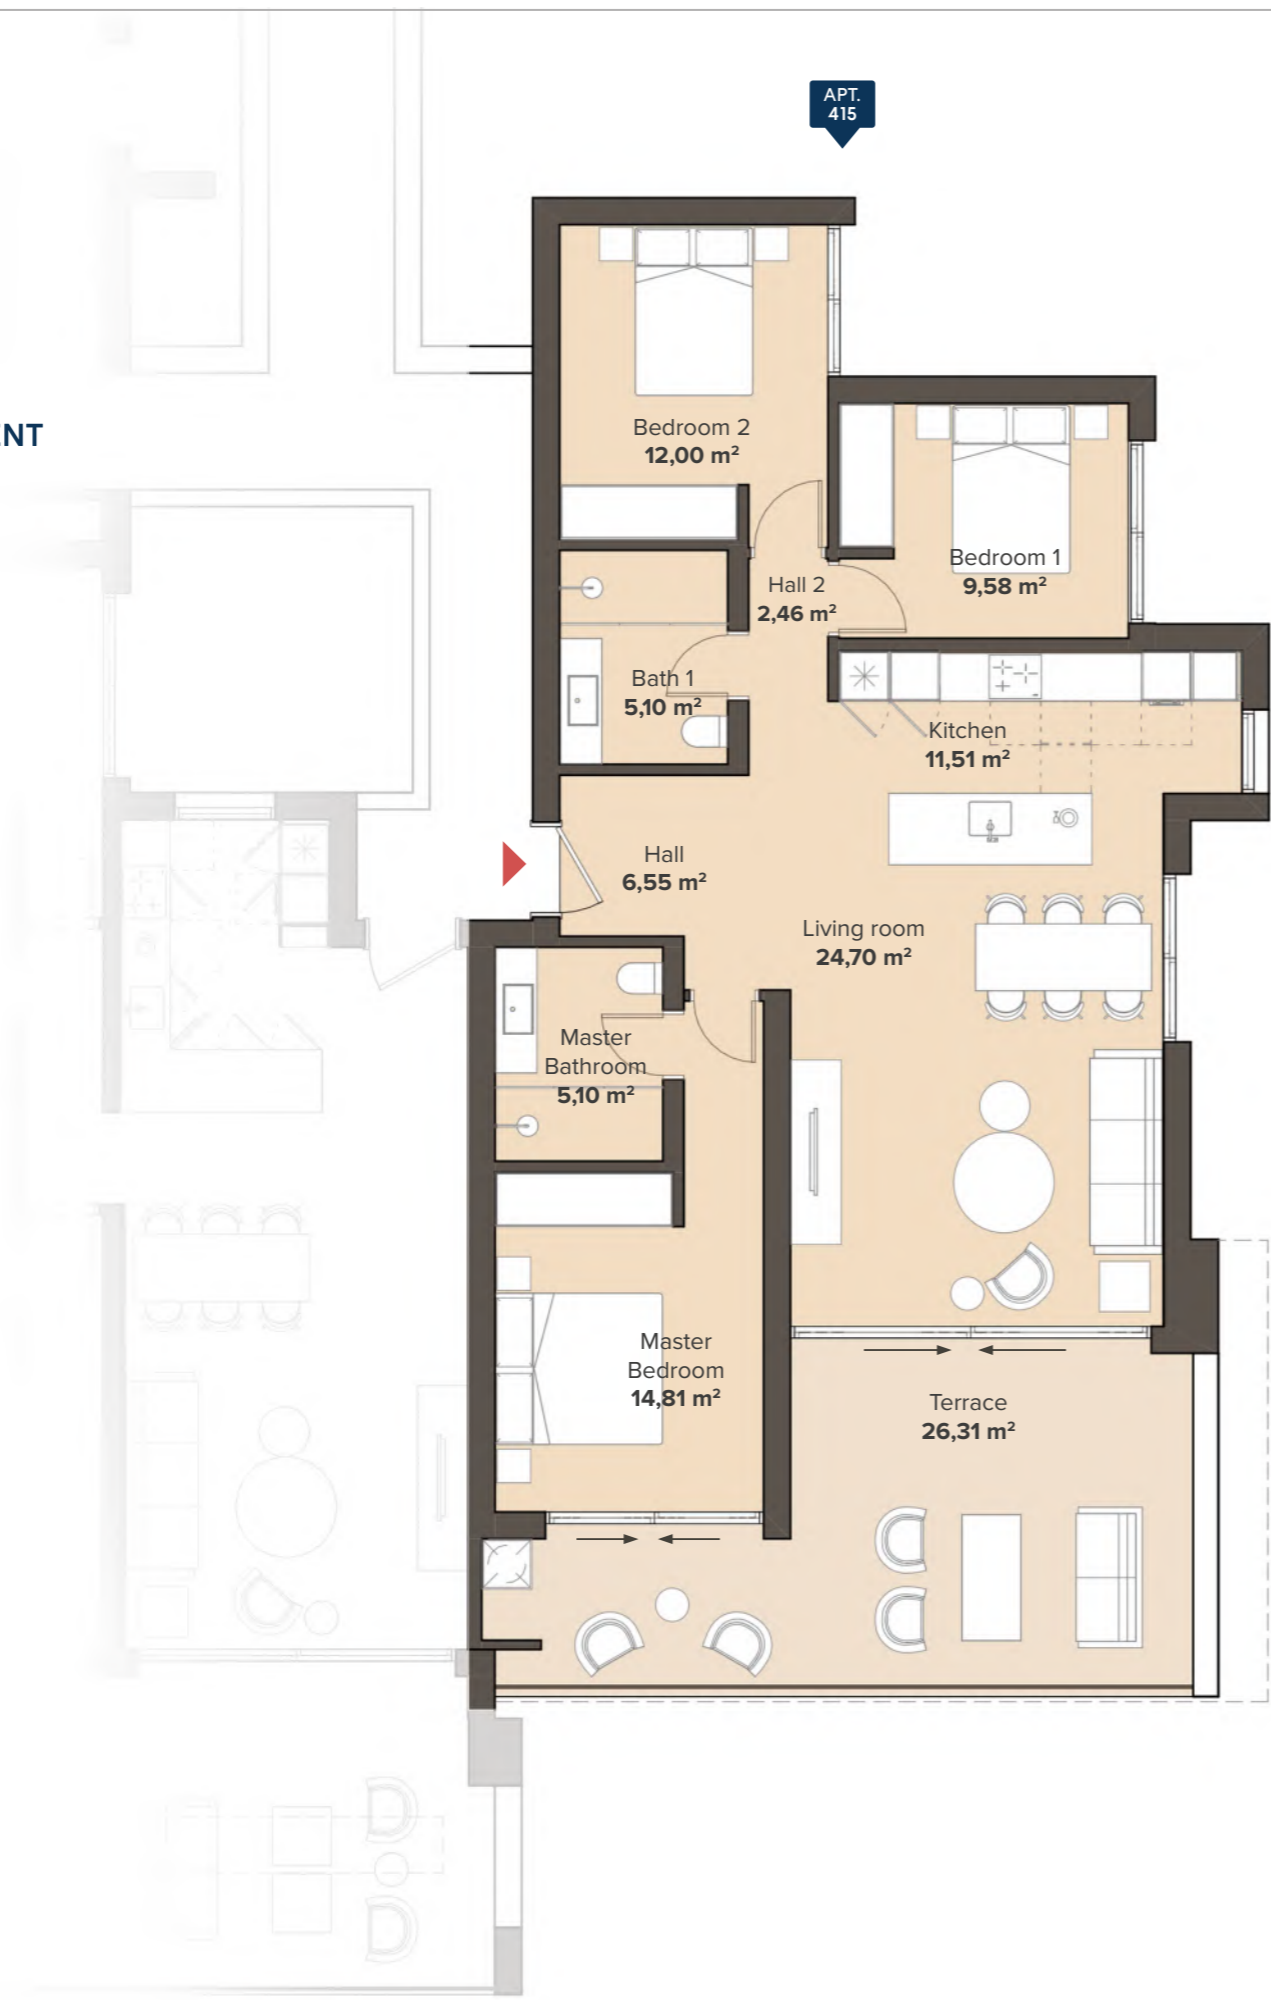 APT.
415
ENT
Bedroom 2
12,00 m²
Bedroom 1
9,58 m²
Hall 2
2,46 m²
Bath 1
5,10 m²
Kitchen
11,51 m²
Hall
6,55 m²
Living room
24,70 m²
Master
Bathroom
5,10 m²
Master
Bedroom
14,81 m²
Terrace
26,31 m²